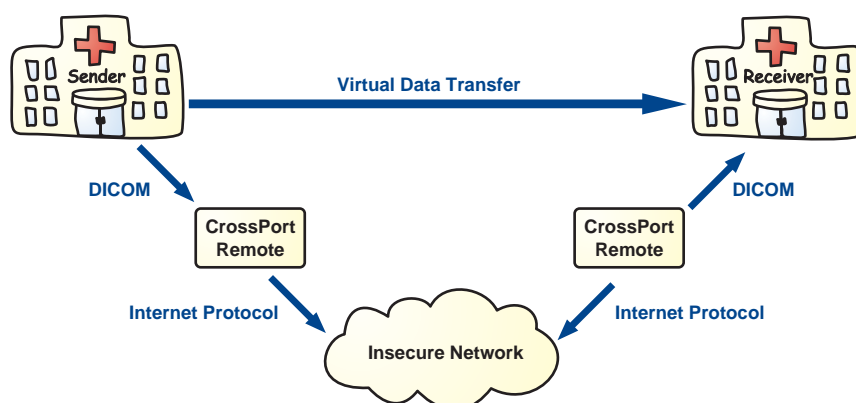 Sender
Virtual Data Transfer
Receiver
DICOM
DICOM
CrossPort
Remote
CrossPort
Remote
Internet Protocol
Internet Protocol
Insecure Network